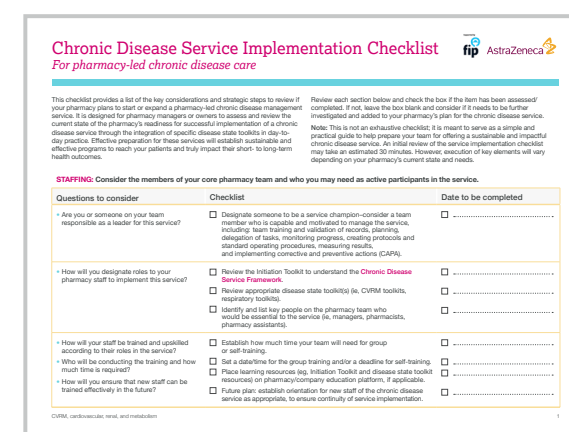 Chronic Disease Service Implementation Checklist
For pharmacy-led chronic disease care
fip
AstraZeneca
This checklist provides a list of the key considerations and strategic steps to review if
your pharmacy plans to start or expand a pharmacy-led chronic disease management
service. It is designed for pharmacy managers or owners to assess and review the
current state of the pharmacy's readiness for successful implementation of a chronic
disease service through the integration of specific disease state toolkits in day-to-
day practice. Effective preparation for these services will establish sustainable and
effective programs to reach your patients and truly impact their short- to long-term
health outcomes.
Review each section below and check the box if the item has been assessed/
completed. If not, leave the box blank and consider if it needs to be further
investigated and added to your pharmacy's plan for the chronic disease service.
Note: This is not an exhaustive checklist; it is meant to serve as a simple and
practical guide to help prepare your team for offering a sustainable and impactful
chronic disease service. An initial review of the service implementation checklist
may take an estimated 30 minutes. However, execution of key elements will vary
depending on your pharmacy's current state and needs.
STAFFING: Consider the members of your core pharmacy team and who you may need as active participants in the service.
Questions to consider
Checklist
Date to be completed
• Are you or someone on your team
responsible as a leader for this service?
Designate someone to be a service champion–consider a team
member who is capable and motivated to manage the service,
including: team training and validation of records, planning,
delegation of tasks, monitoring progress, creating protocols and
standard operating procedures, measuring results,
and implementing corrective and preventive actions (CAPA).
• How will you designate roles to your
pharmacy staff to implement this service?
Review the Initiation Toolkit to understand the Chronic Disease
Service Framework.
Review appropriate disease state toolkit(s) (ie, CVRM toolkits,
respiratory toolkits).
Identify and list key people on the pharmacy team who
would be essential to the service (ie, managers, pharmacists,
pharmacy assistants).
• How will your staff be trained and upskilled
according to their roles in the service?
• Who will be conducting the training and how
much time is required?
• How will you ensure that new staff can be
trained effectively in the future?
Establish how much time your team will need for group
or self-training.
Set a date/time for the group training and/or a deadline for self-training.
Place learning resources (eg, Initiation Toolkit and disease state toolkit
resources) on pharmacy/company education platform, if applicable.
Future plan: establish orientation for new staff of the chronic disease
service as appropriate, to ensure continuity of service implementation.
CVRM, cardiovascular, renal, and metabolism
1